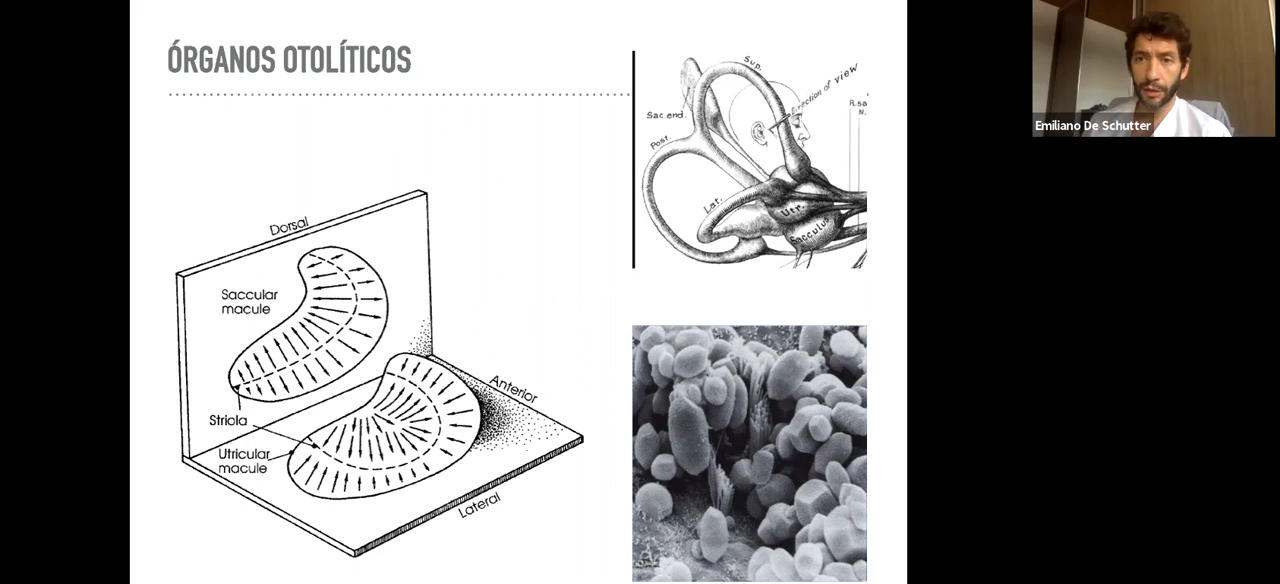 ÓRGANOS OTOLÍTICOS
Dorsal
Saccular
macule
Striola
Utricular
macule
Anterior
Lateral
Sup.
Direction of view
Sac.end.
Post.
Lat.
Utr.
Sacculus
R.sa
N.
Emiliano De Schutter